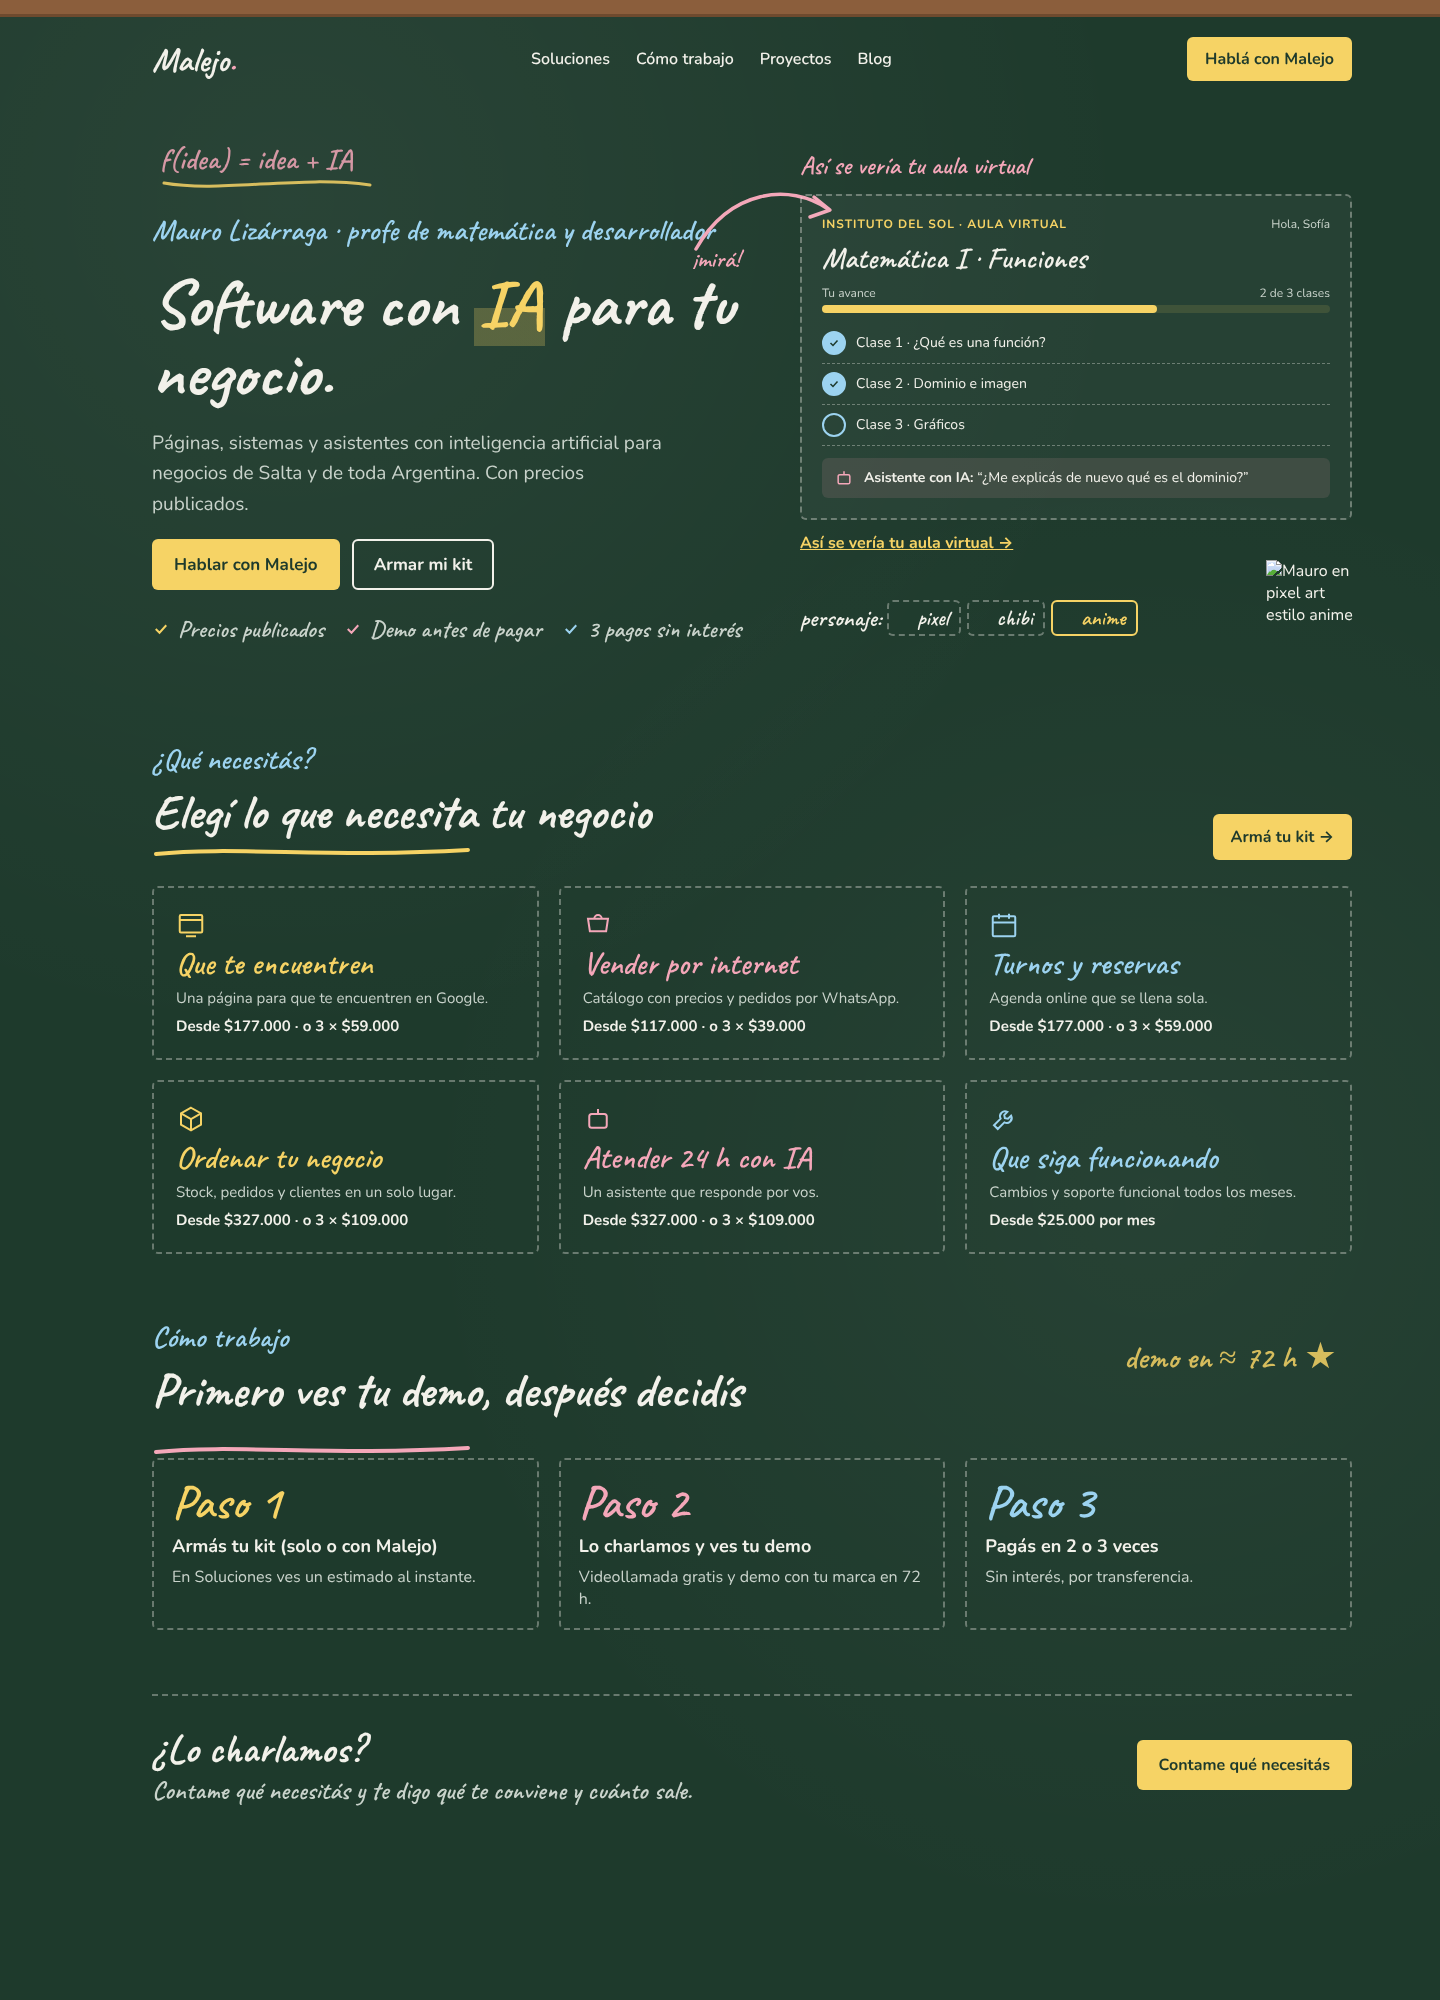 Malejo.
Soluciones Cómo trabajo Proyectos Blog
Hablá con Malejo
f(idea) = idea + IA
Mauro Lizárraga · profe de matemática y desarrollador
¡mirá!
Software con IA para tu
negocio.
Páginas, sistemas y asistentes con inteligencia artificial para
negocios de Salta y de toda Argentina. Con precios
publicados.
Hablar con Malejo
Armar mi kit
Precios publicados Demo antes de pagar 3 pagos sin interés
Así se vería tu aula virtual
INSTITUTO DEL SOL · AULA VIRTUAL
Hola, Sofía
Matemática I · Funciones
Tu avance
2 de 3 clases
Clase 1 · ¿Qué es una función?
Clase 2 · Dominio e imagen
Clase 3 · Gráficos
Asistente con IA: “¿Me explicás de nuevo qué es el dominio?”
Así se vería tu aula virtual →
Mauro en
pixel art
estilo anime
personaje: pixel chibi anime
¿Qué necesitás?
Elegí lo que necesita tu negocio
Armá tu kit →
Que te encuentren
Una página para que te encuentren en Google.
Desde $177.000 · o 3 × $59.000
Vender por internet
Catálogo con precios y pedidos por WhatsApp.
Desde $117.000 · o 3 × $39.000
Turnos y reservas
Agenda online que se llena sola.
Desde $177.000 · o 3 × $59.000
Ordenar tu negocio
Stock, pedidos y clientes en un solo lugar.
Desde $327.000 · o 3 × $109.000
Atender 24 h con IA
Un asistente que responde por vos.
Desde $327.000 · o 3 × $109.000
Que siga funcionando
Cambios y soporte funcional todos los meses.
Desde $25.000 por mes
Cómo trabajo
Primero ves tu demo, después decidís
demo en ≈ 72 h ★
Paso 1
Armás tu kit (solo o con Malejo)
En Soluciones ves un estimado al instante.
Paso 2
Lo charlamos y ves tu demo
Videollamada gratis y demo con tu marca en 72
h.
Paso 3
Pagás en 2 o 3 veces
Sin interés, por transferencia.
¿Lo charlamos?
Contame qué necesitás y te digo qué te conviene y cuánto sale.
Contame qué necesitás